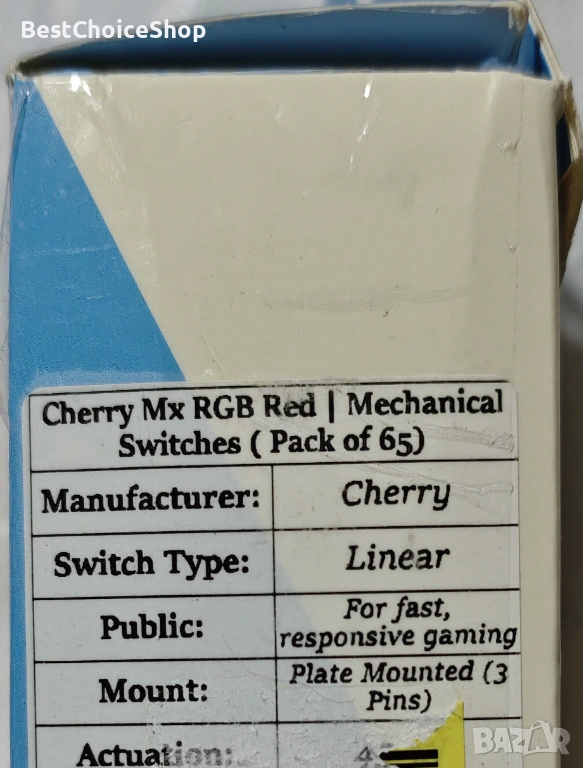 BestChoiceShop
Cherry Mx RGB Red | Mechanical
Switches ( Pack of 65)
Manufacturer: Cherry
Switch Type: Linear
Public: For fast,
responsive gaming
Mount: Plate Mounted (3
Pins)
Actuation:
BAZAR